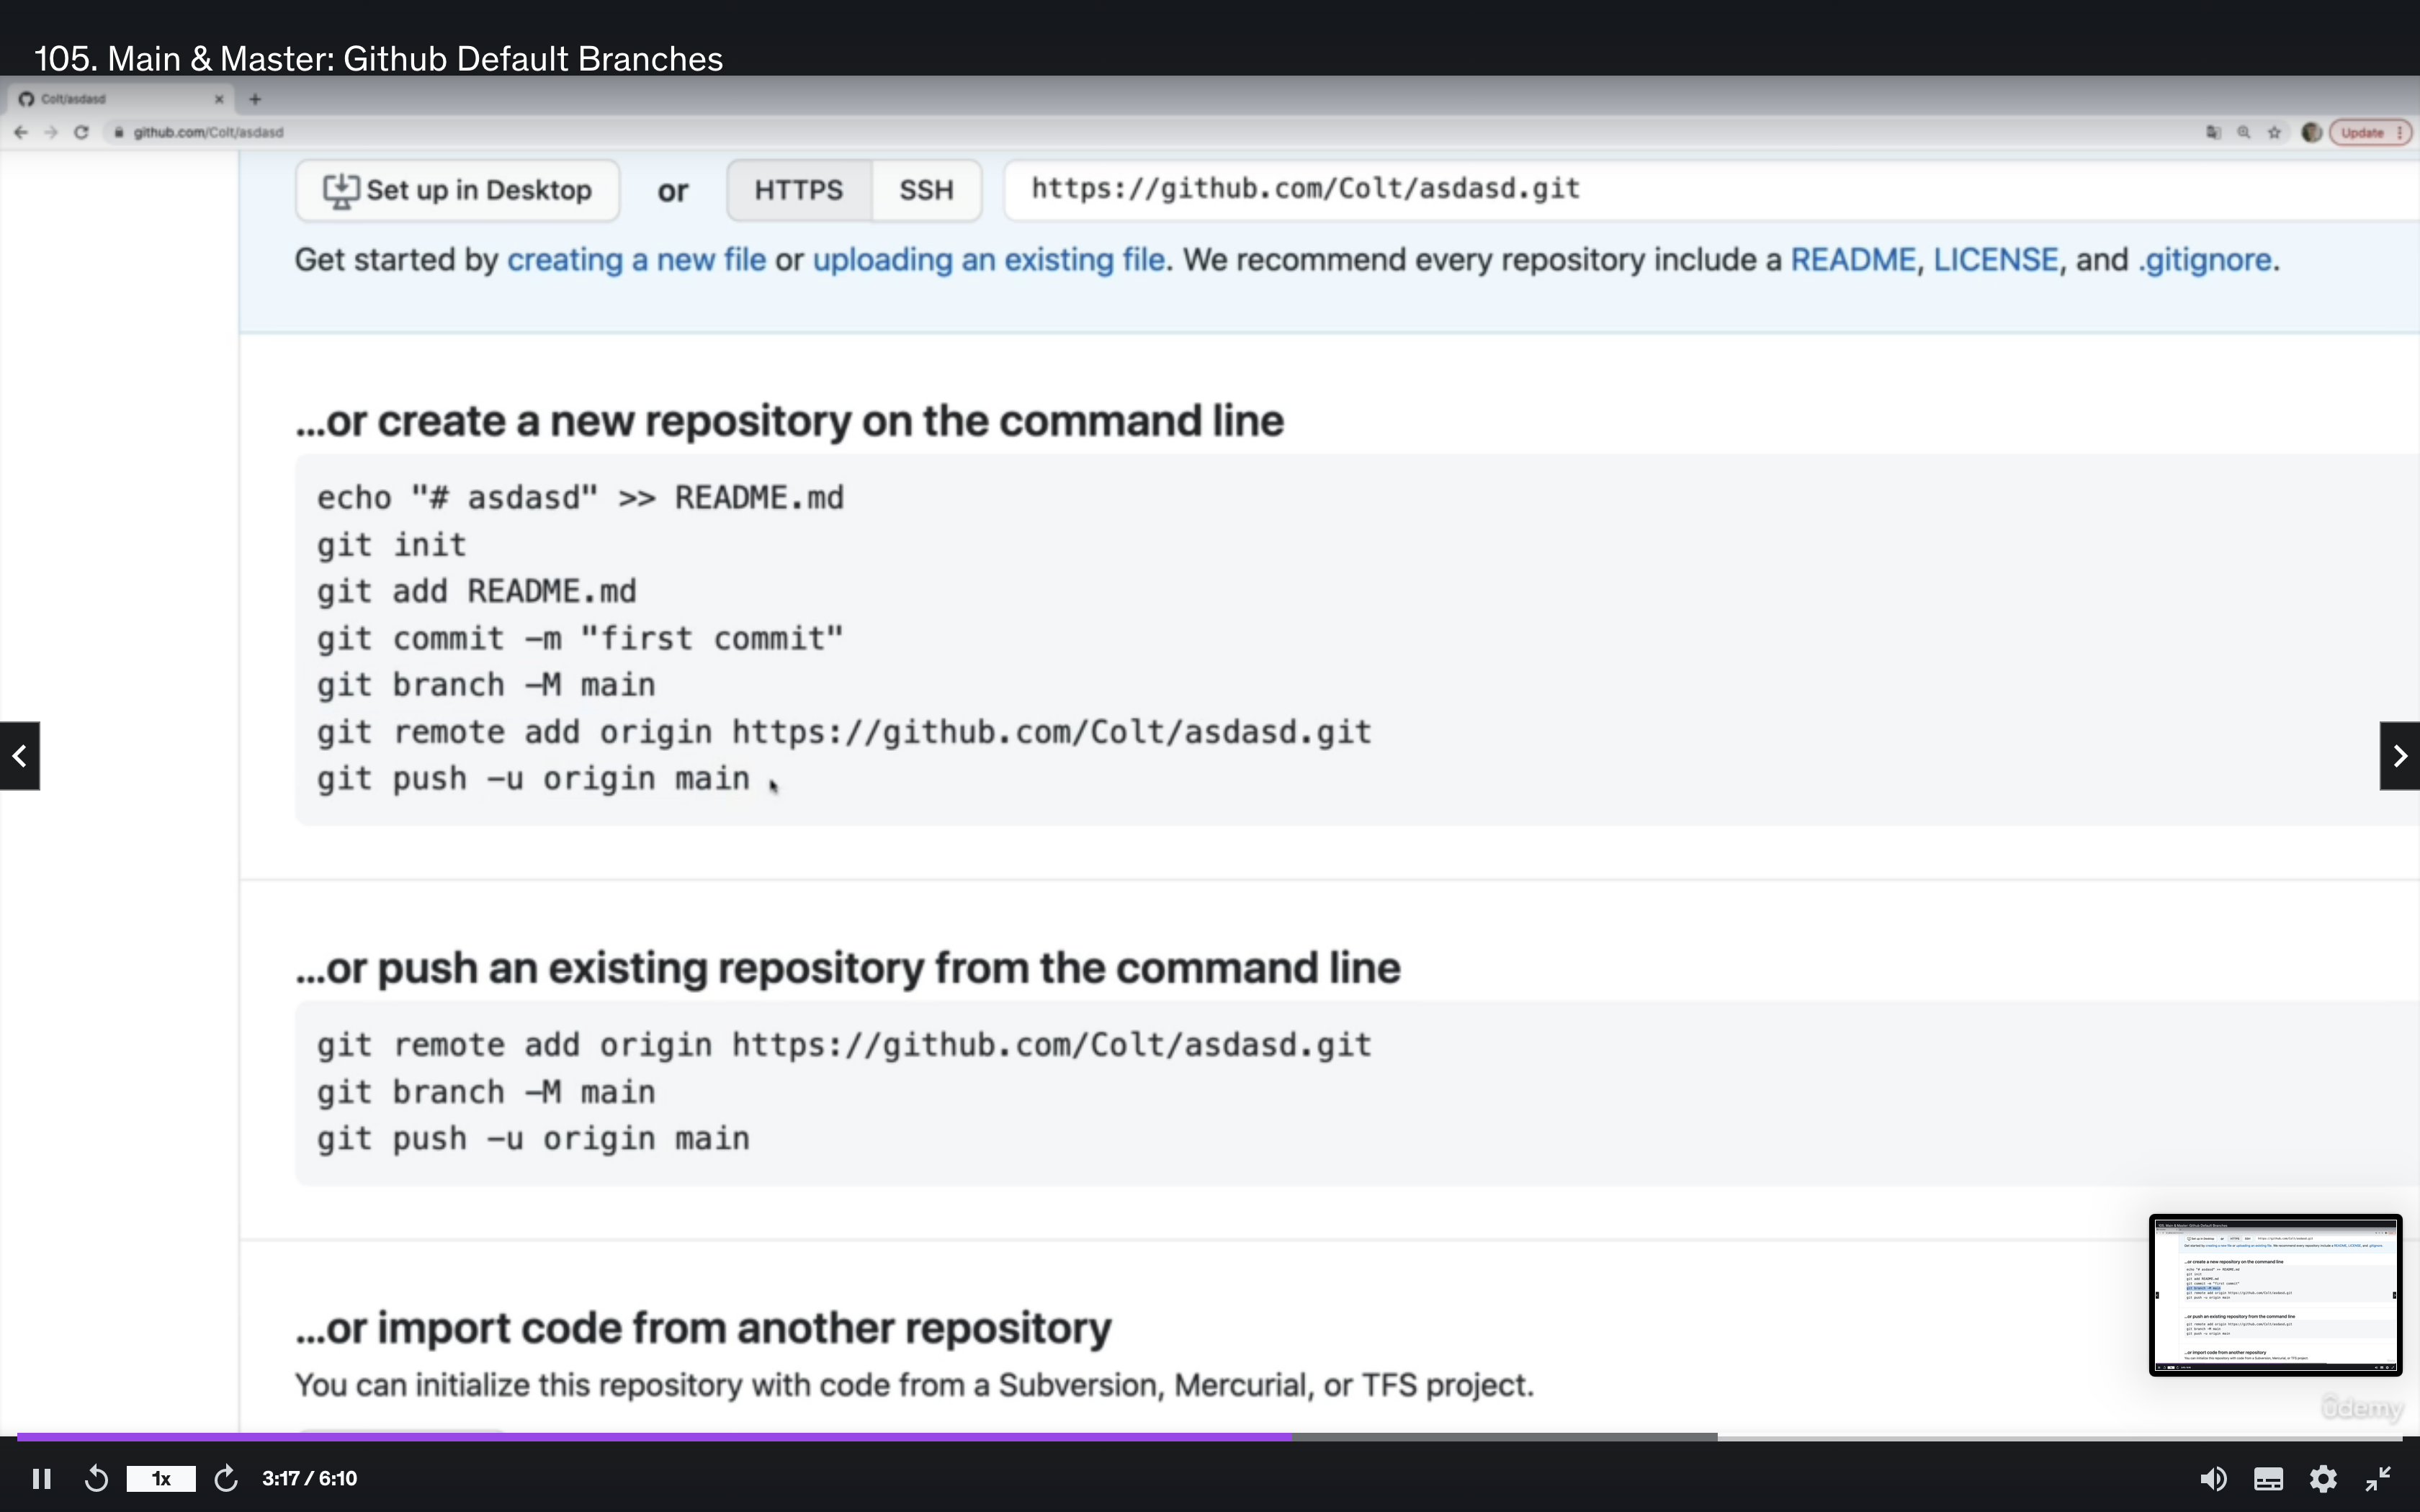 105. Main & Master: Github Default Branches
Colt/asdasd
github.com/Colt/asdasd
Update
Set up in Desktop or HTTPS SSH https://github.com/Colt/asdasd.git
Get started by creating a new file or uploading an existing file. We recommend every repository include a README, LICENSE, and .gitignore.
...or create a new repository on the command line
echo "# asdasd" >> README.md
git init
git add README.md
git commit -m "first commit"
git branch -M main
git remote add origin https://github.com/Colt/asdasd.git
git push -u origin main
...or push an existing repository from the command line
git remote add origin https://github.com/Colt/asdasd.git
git branch -M main
git push -u origin main
...or import code from another repository
You can initialize this repository with code from a Subversion, Mercurial, or TFS project.
ûdemy
1x 3:17 / 6:10